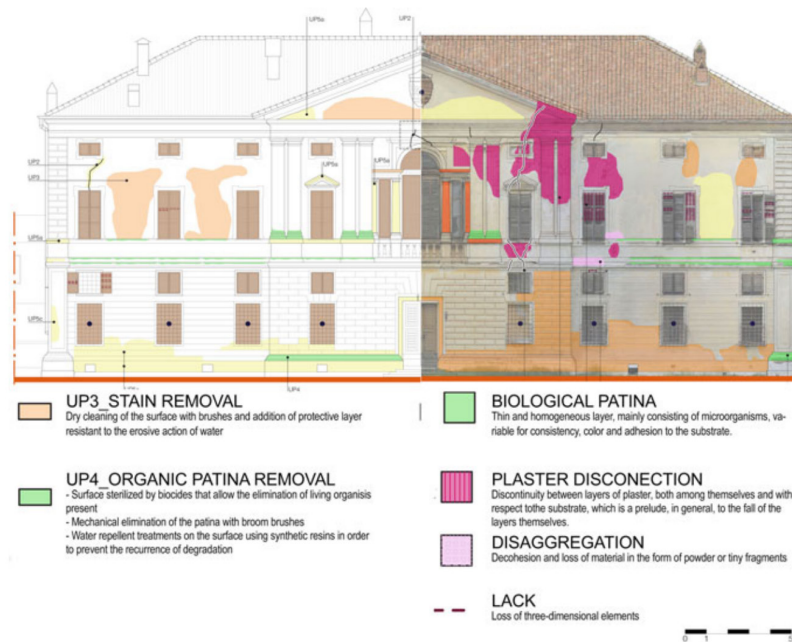 UP5a
UP2
UP2
UP3
UP5a
UP5a
UP5a
UP5c
UP4
UP3_STAIN REMOVAL
Dry cleaning of the surface with brushes and addition of protective layer
resistant to the erosive action of water
UP4_ORGANIC PATINA REMOVAL
- Surface sterilized by biocides that allow the elimination of living organisis
present
- Mechanical elimination of the patina with broom brushes
- Water repellent treatments on the surface using synthetic resins in order
to prevent the recurrence of degradation
BIOLOGICAL PATINA
Thin and homogeneous layer, mainly consisting of microorganisms, va-
riable for consistency, color and adhesion to the substrate.
PLASTER DISCONECTION
Discontinuity between layers of plaster, both among themselves and with
respect tothe substrate, which is a prelude, in general, to the fall of the
layers themselves.
DISAGGREGATION
Decohesion and loss of material in the form of powder or tiny fragments
LACK
Loss of three-dimensional elements
0 1 5